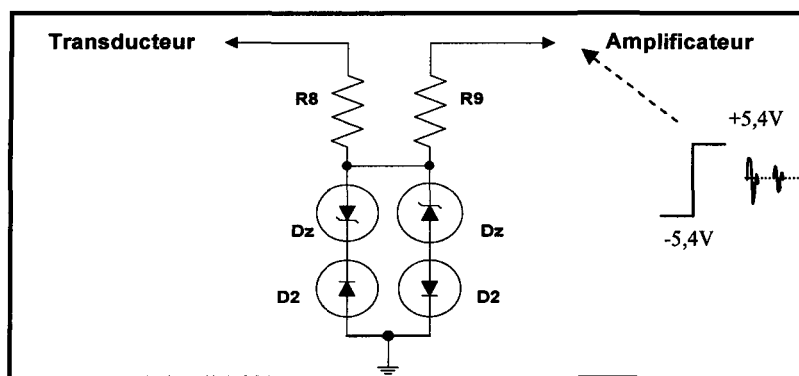 Transducteur Amplificateur
R8 R9
+5,4V
-5,4V
Dz Dz
D2 D2